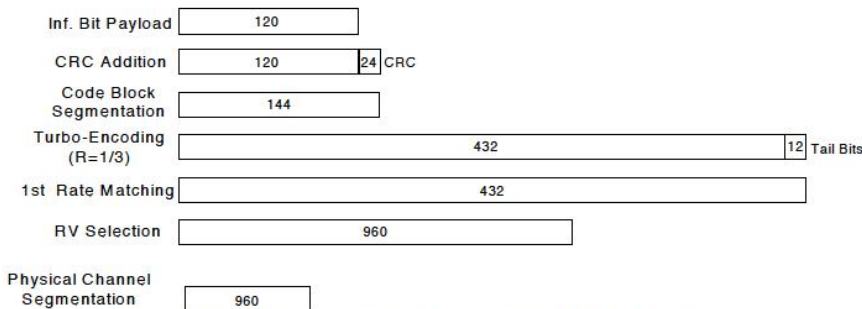 Inf. Bit Payload 120
CRC Addition 120 24 CRC
Code Block
Segmentation 144
Turbo-Encoding
(R=1/3) 432 12 Tail Bits
1st Rate Matching 432
RV Selection 960
Physical Channel
Segmentation 960